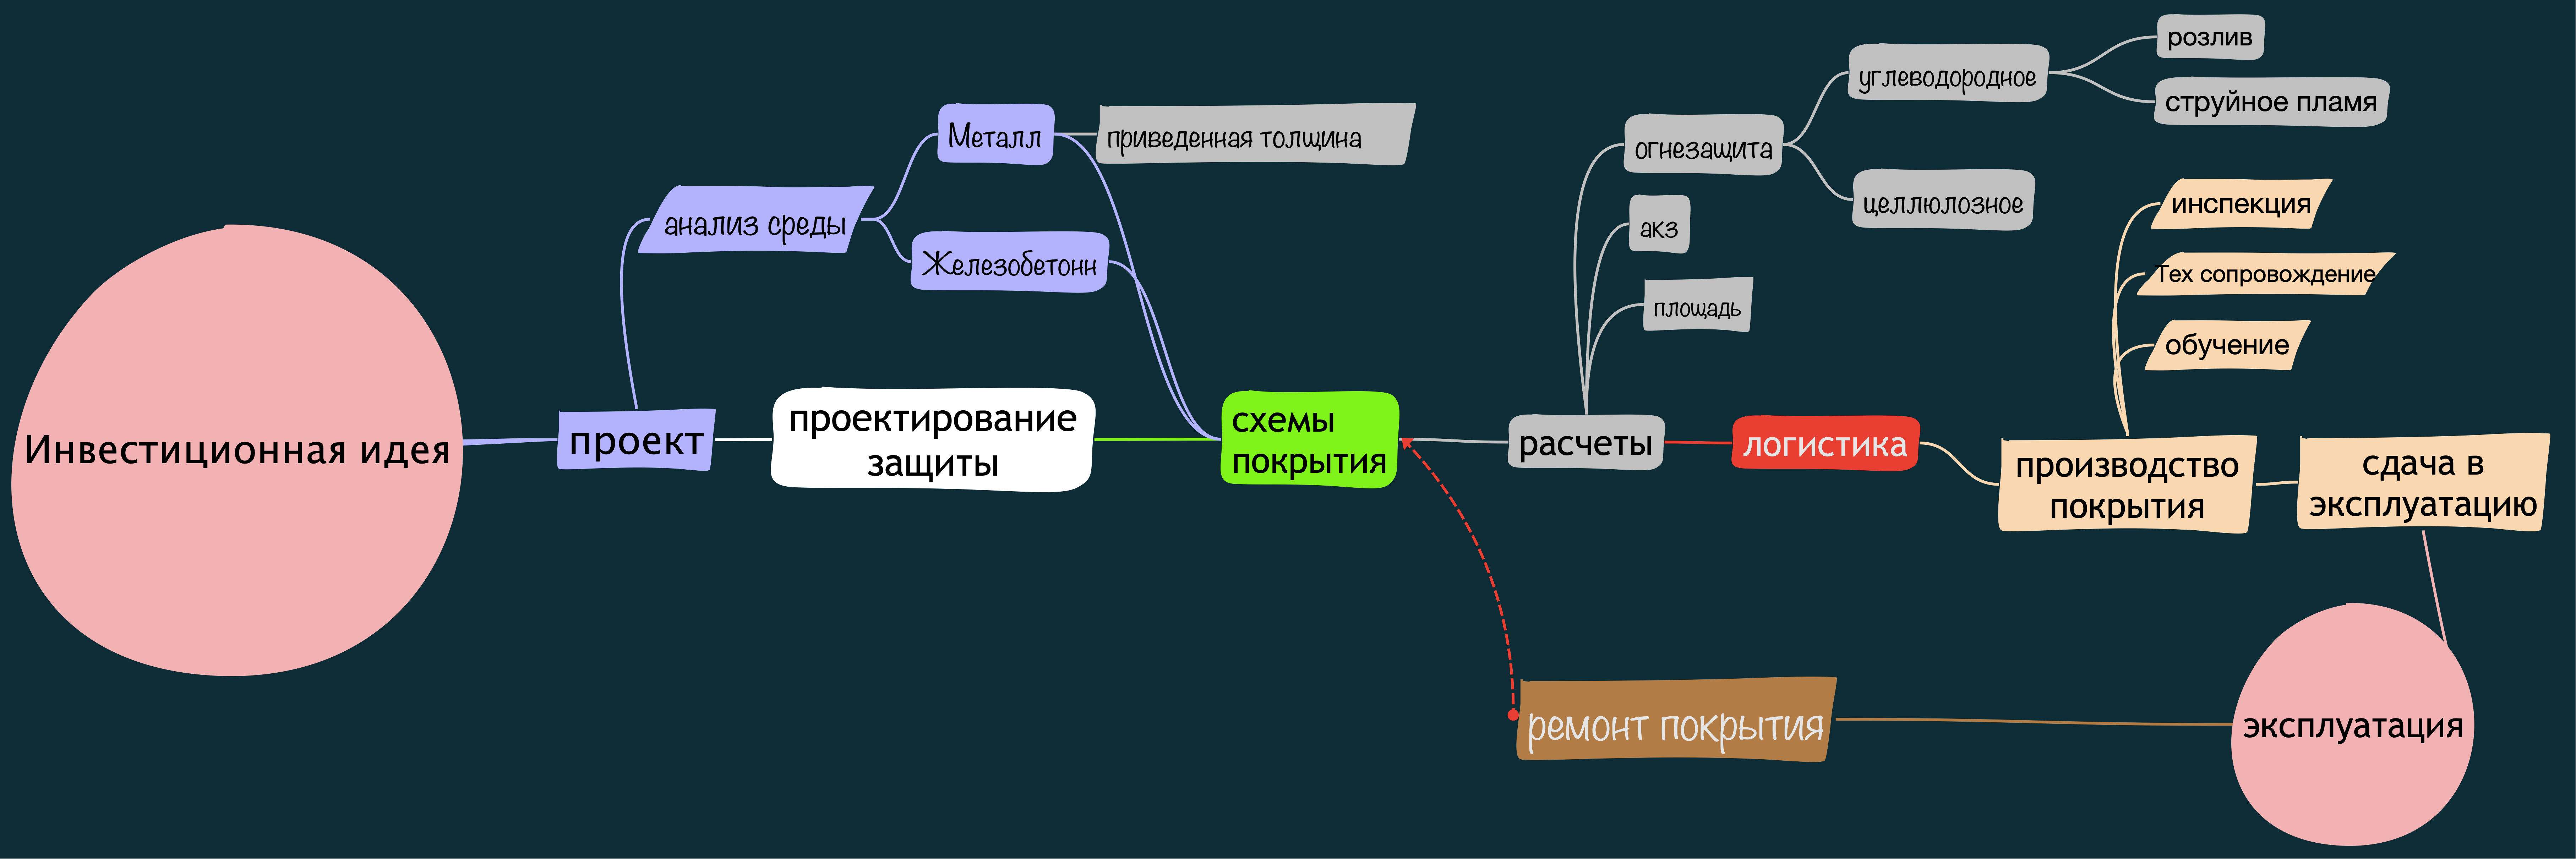 Инвестиционная идея
проект
анализ среды
Металл
приведенная толщина
Железобетонн
проектирование
защиты
схемы
покрытия
расчеты
огнезащита
углеводородное
розлив
струйное пламя
целлюлозное
акз
площадь
логистика
производство
покрытия
инспекция
Тех сопровождение
обучение
сдача в
эксплуатацию
эксплуатация
ремонт покрытия